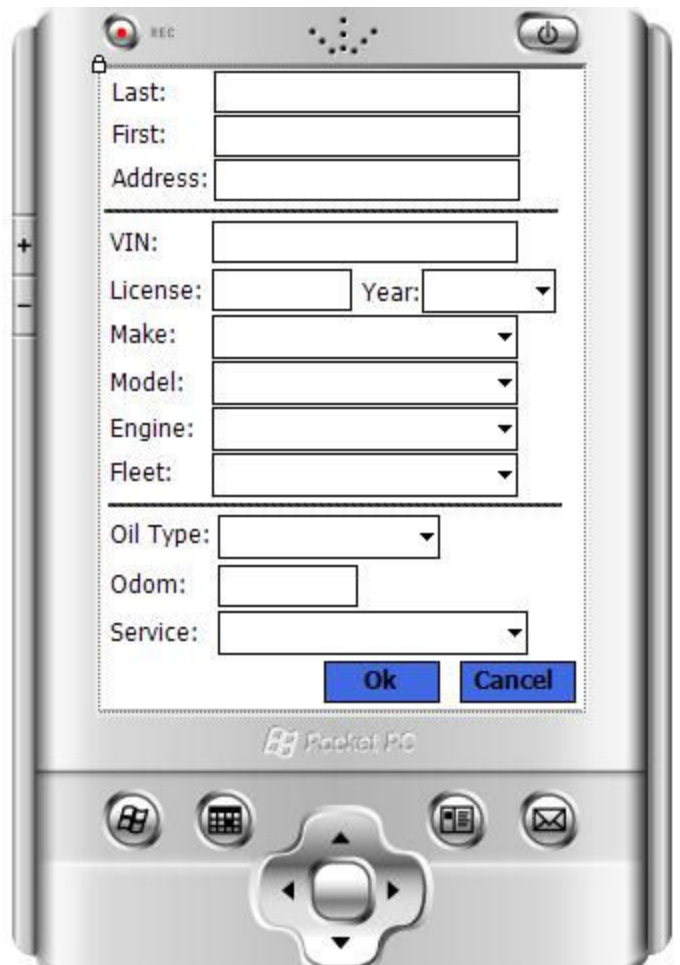 REC
Last:
First:
Address:
+
VIN:
License: Year:
-
Make:
Model:
Engine:
Fleet:
Oil Type:
Odom:
Service:
Ok Cancel
Pocket PC